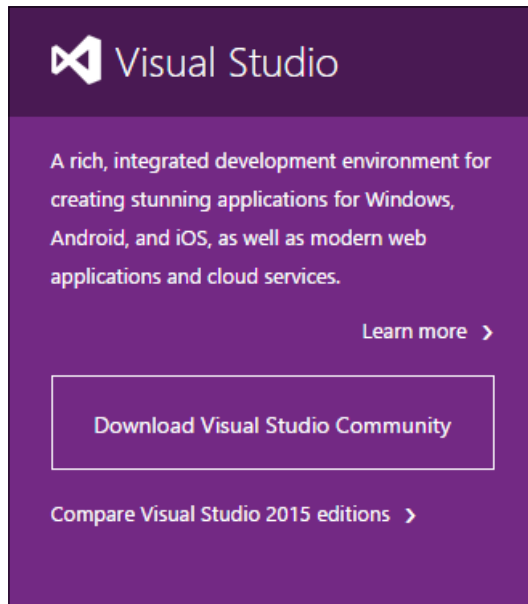 Visual Studio
A rich, integrated development environment for
creating stunning applications for Windows,
Android, and iOS, as well as modern web
applications and cloud services.
Learn more
Download Visual Studio Community
Compare Visual Studio 2015 editions